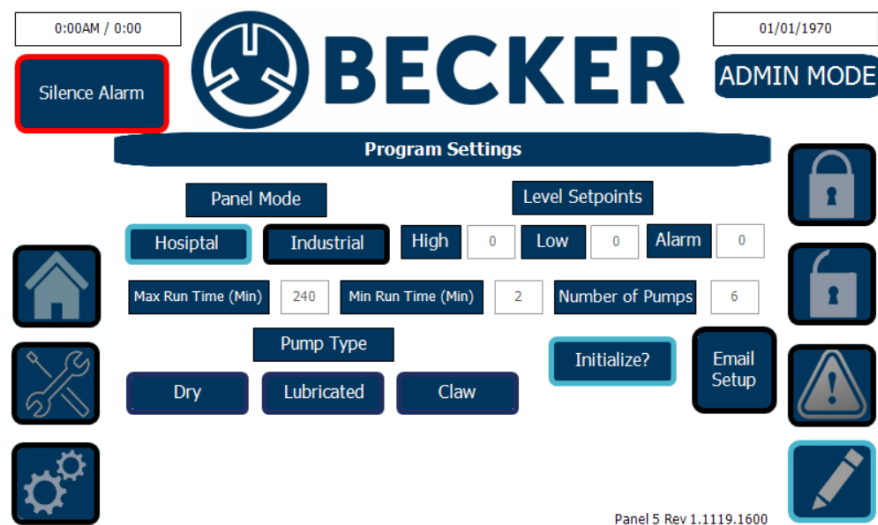 0:00AM / 0:00
BECKER
01/01/1970
Silence Alarm
ADMIN MODE
Program Settings
Panel Mode
Level Setpoints
Hosiptal
Industrial
High
0
Low
0
Alarm
0
Max Run Time (Min)
240
Min Run Time (Min)
2
Number of Pumps
6
Pump Type
Initialize?
Email
Setup
Dry
Lubricated
Claw
Panel 5 Rev 1.1119.1600